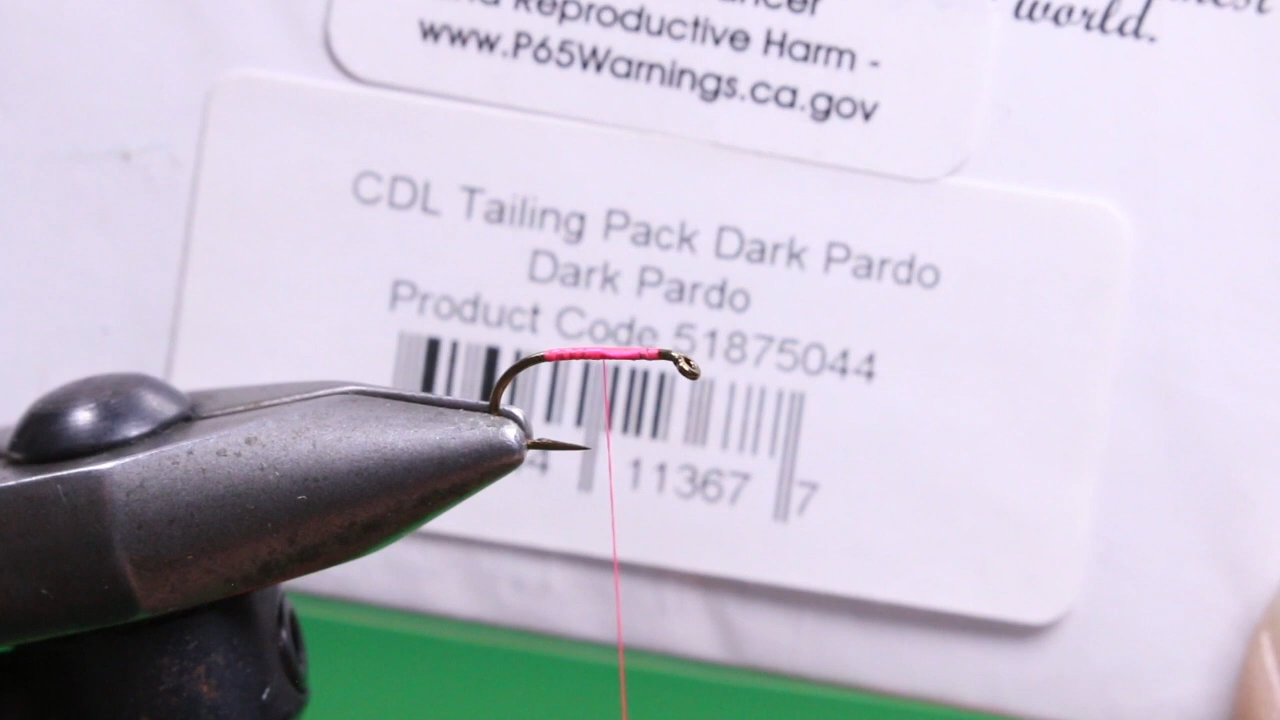 Reproductive Harm -
www.P65Warnings.ca.gov
world.
CDL Tailing Pack Dark Pardo
Dark Pardo
Product Code 51875044
4 11367 7